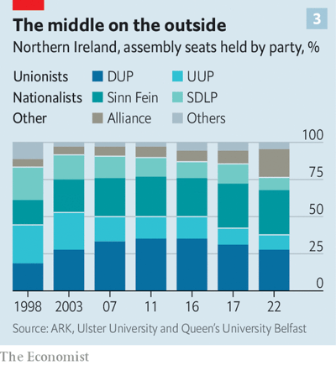 The middle on the outside
3
Northern Ireland, assembly seats held by party, %
Unionists DUP UUP
Nationalists Sinn Fein SDLP
Other Alliance Others
100
75
50
25
0
1998 2003 07 11 16 17 22
Source: ARK, Ulster University and Queen's University Belfast
The Economist